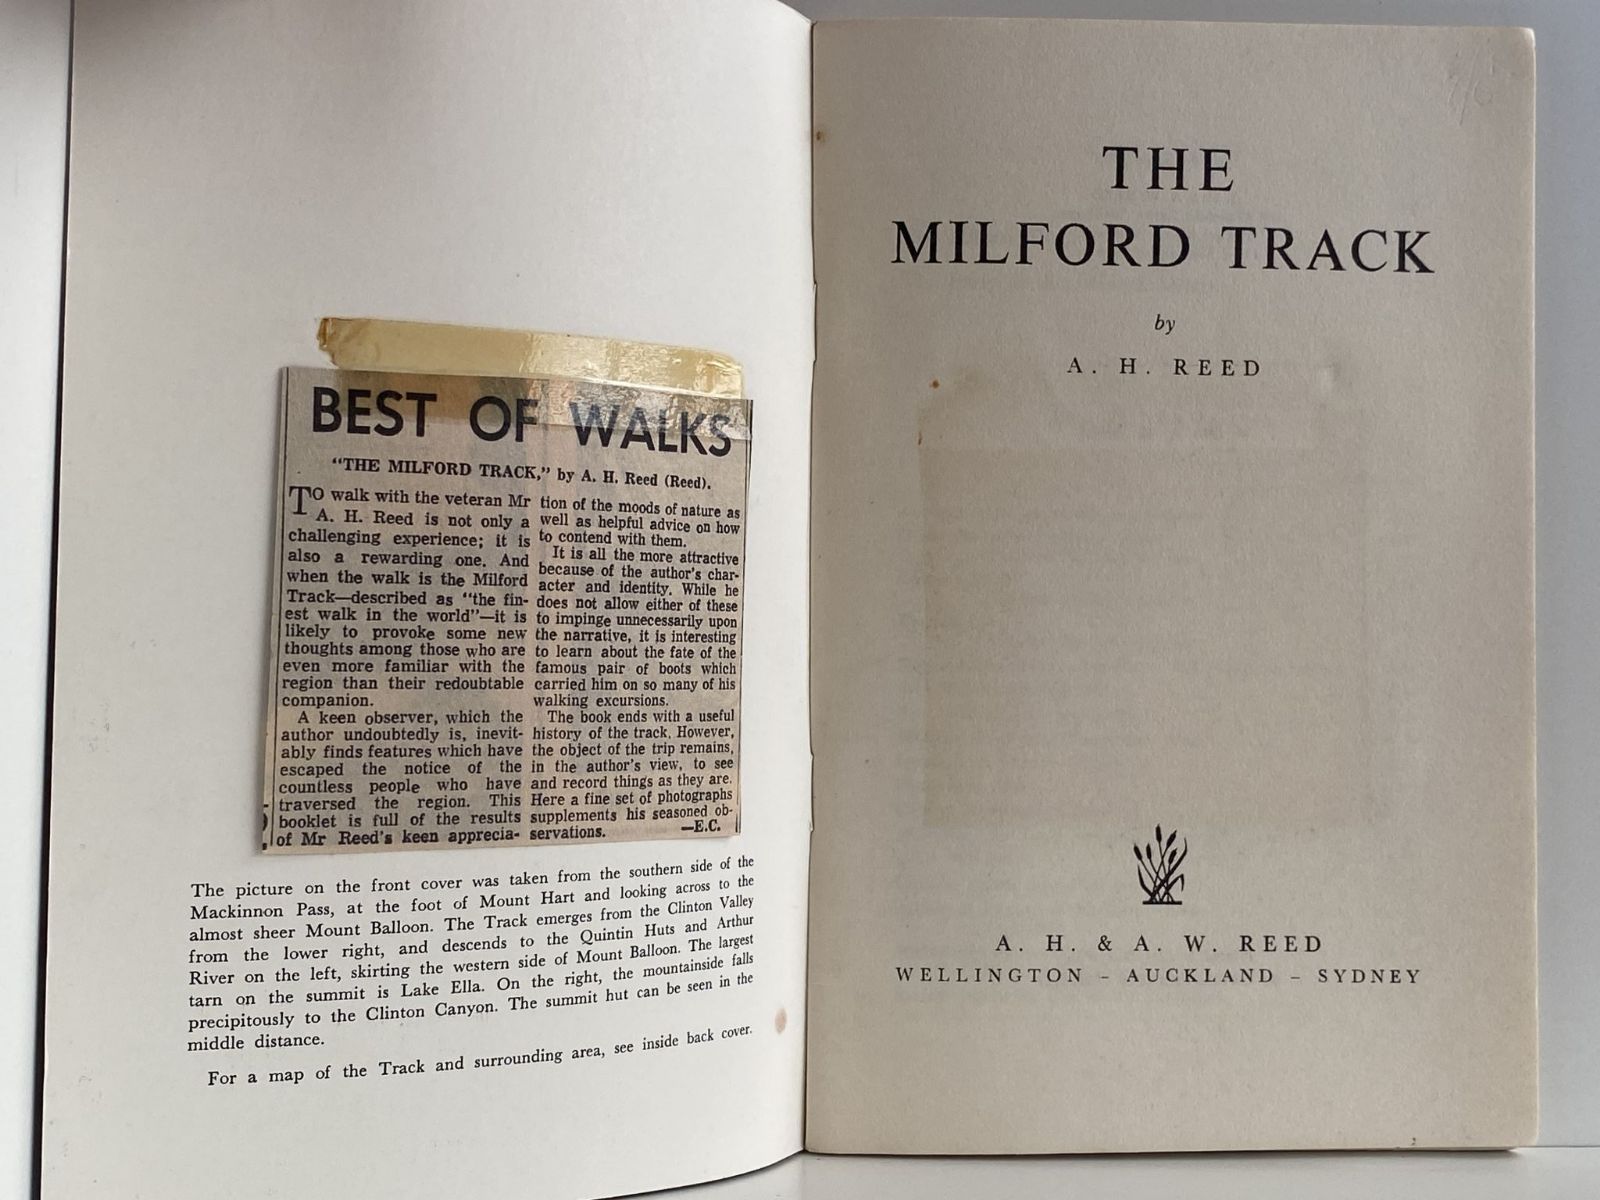 BEST OF WALKS
"THE MILFORD TRACK," by A. H. Reed (Reed).
TO walk with the veteran Mr
A. H. Reed is not only a
challenging experience; it is
also a rewarding one. And
when the walk is the Milford
Track—described as "the fin-
est walk in the world"—it is
likely to provoke some new
thoughts among those who are
even more familiar with the
region than their redoubtable
companion.
A keen observer, which the
author undoubtedly is, inevit-
ably finds features which have
escaped the notice of the
countless people who have
traversed the region. This
booklet is full of the results
of Mr Reed's keen apprecia-
tion of the moods of nature as
well as helpful advice on how
to contend with them.
It is all the more attractive
because of the author's char-
acter and identity. While he
does not allow either of these
to impinge unnecessarily upon
the narrative, it is interesting
to learn about the fate of the
famous pair of boots which
carried him on so many of his
walking excursions.
The book ends with a useful
history of the track. However,
the object of the trip remains,
in the author's view, to see
and record things as they are.
Here a fine set of photographs
supplements his seasoned ob-
servations. —E.C.
The picture on the front cover was taken from the southern side of the
Mackinnon Pass, at the foot of Mount Hart and looking across to the
almost sheer Mount Balloon. The Track emerges from the Clinton Valley
from the lower right, and descends to the Quintin Huts and Arthur
River on the left, skirting the western side of Mount Balloon. The largest
tarn on the summit is Lake Ella. On the right, the mountainside falls
precipitously to the Clinton Canyon. The summit hut can be seen in the
middle distance.
For a map of the Track and surrounding area, see inside back cover.
THE
MILFORD TRACK
by
A. H. REED
A. H. & A. W. REED
WELLINGTON – AUCKLAND – SYDNEY